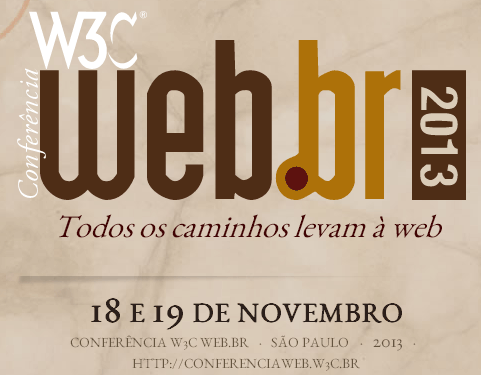 W3C®
Conferência
web.br
2013
Todos os caminhos levam à web
18 E 19 DE NOVEMBRO
CONFERÊNCIA W3C WEB.BR · SÃO PAULO · 2013 ·
HTTP://CONFERENCIAWEB.W3C.BR